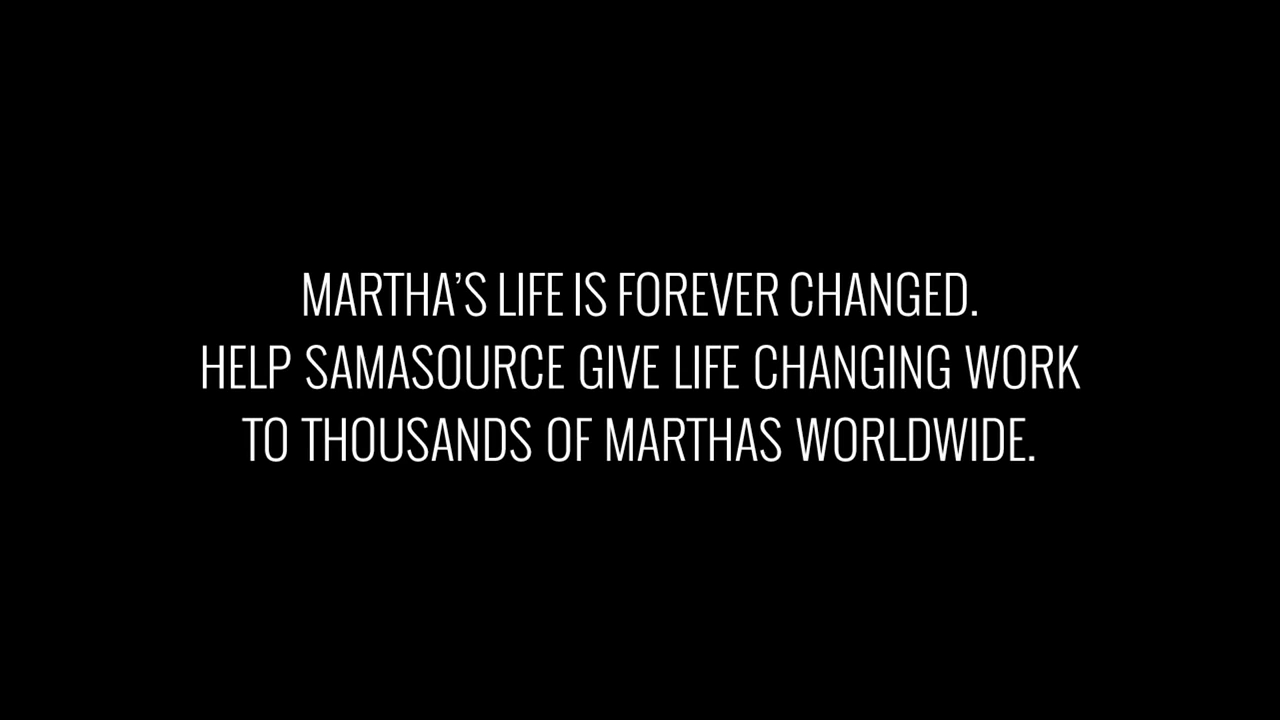 MARTHA’S LIFE IS FOREVER CHANGED.
HELP SAMASOURCE GIVE LIFE CHANGING WORK
TO THOUSANDS OF MARTHAS WORLDWIDE.